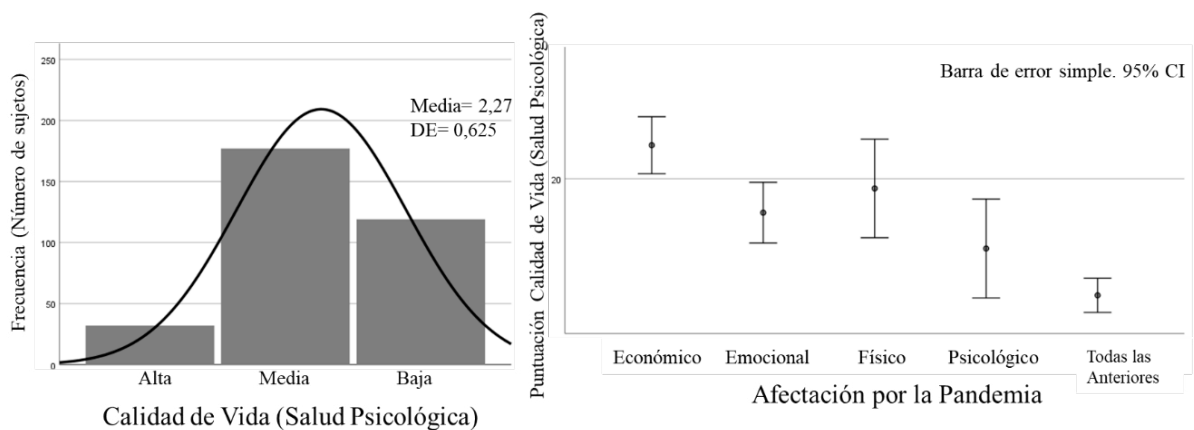 Frecuencia (Número de sujetos)
250
200
150
100
50
0
Media= 2,27
DE= 0,625
Alta
Media
Baja
Calidad de Vida (Salud Psicológica)
Puntuación Calidad de Vida (Salud Psicológica)
20
Barra de error simple. 95% CI
Económico
Emocional
Físico
Psicológico
Todas las
Anteriores
Afectación por la Pandemia